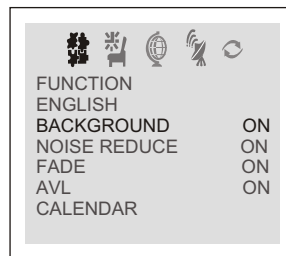 FUNCTION
ENGLISH
BACKGROUND ON
NOISE REDUCE ON
FADE ON
AVL ON
CALENDAR